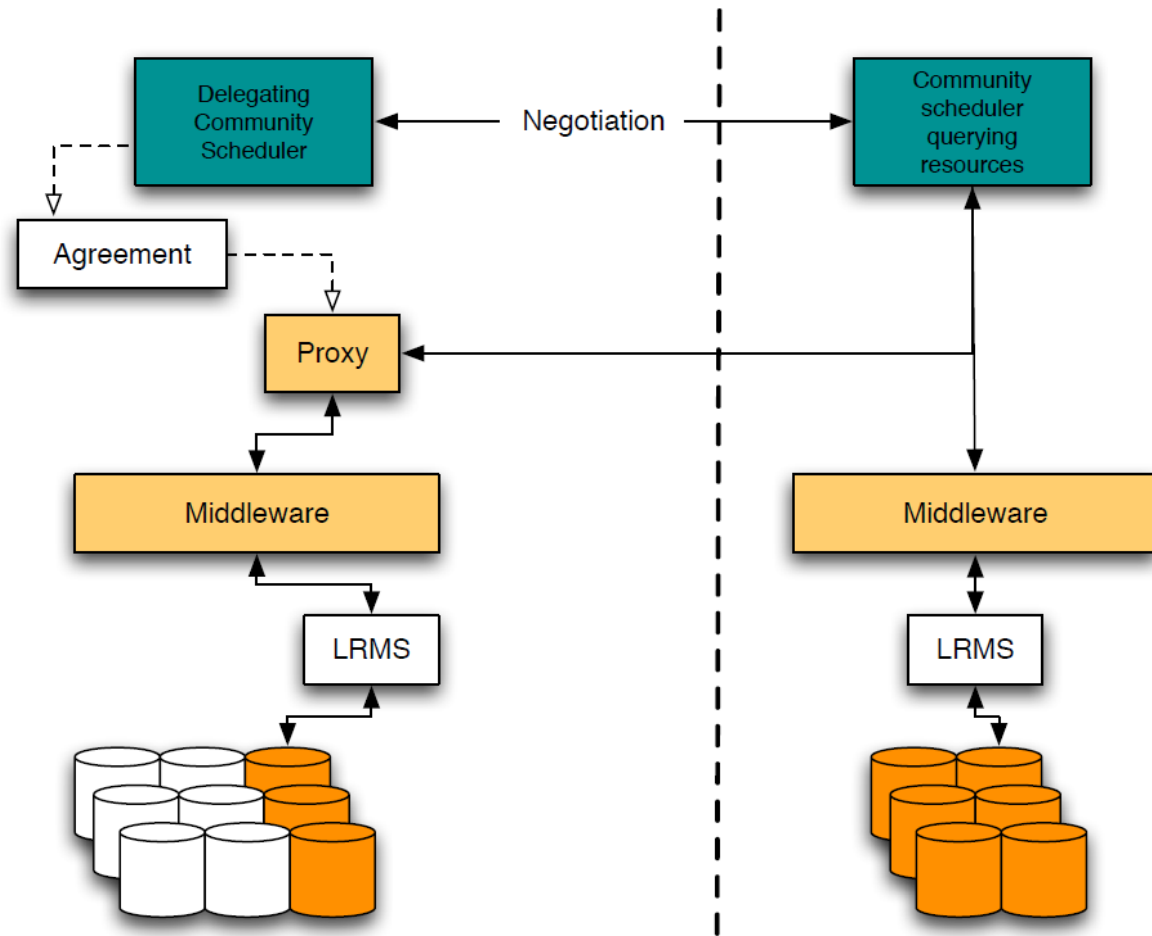 Delegating
Community
Scheduler
Negotiation
Community
scheduler
querying
resources
Agreement
Proxy
Middleware
Middleware
LRMS
LRMS